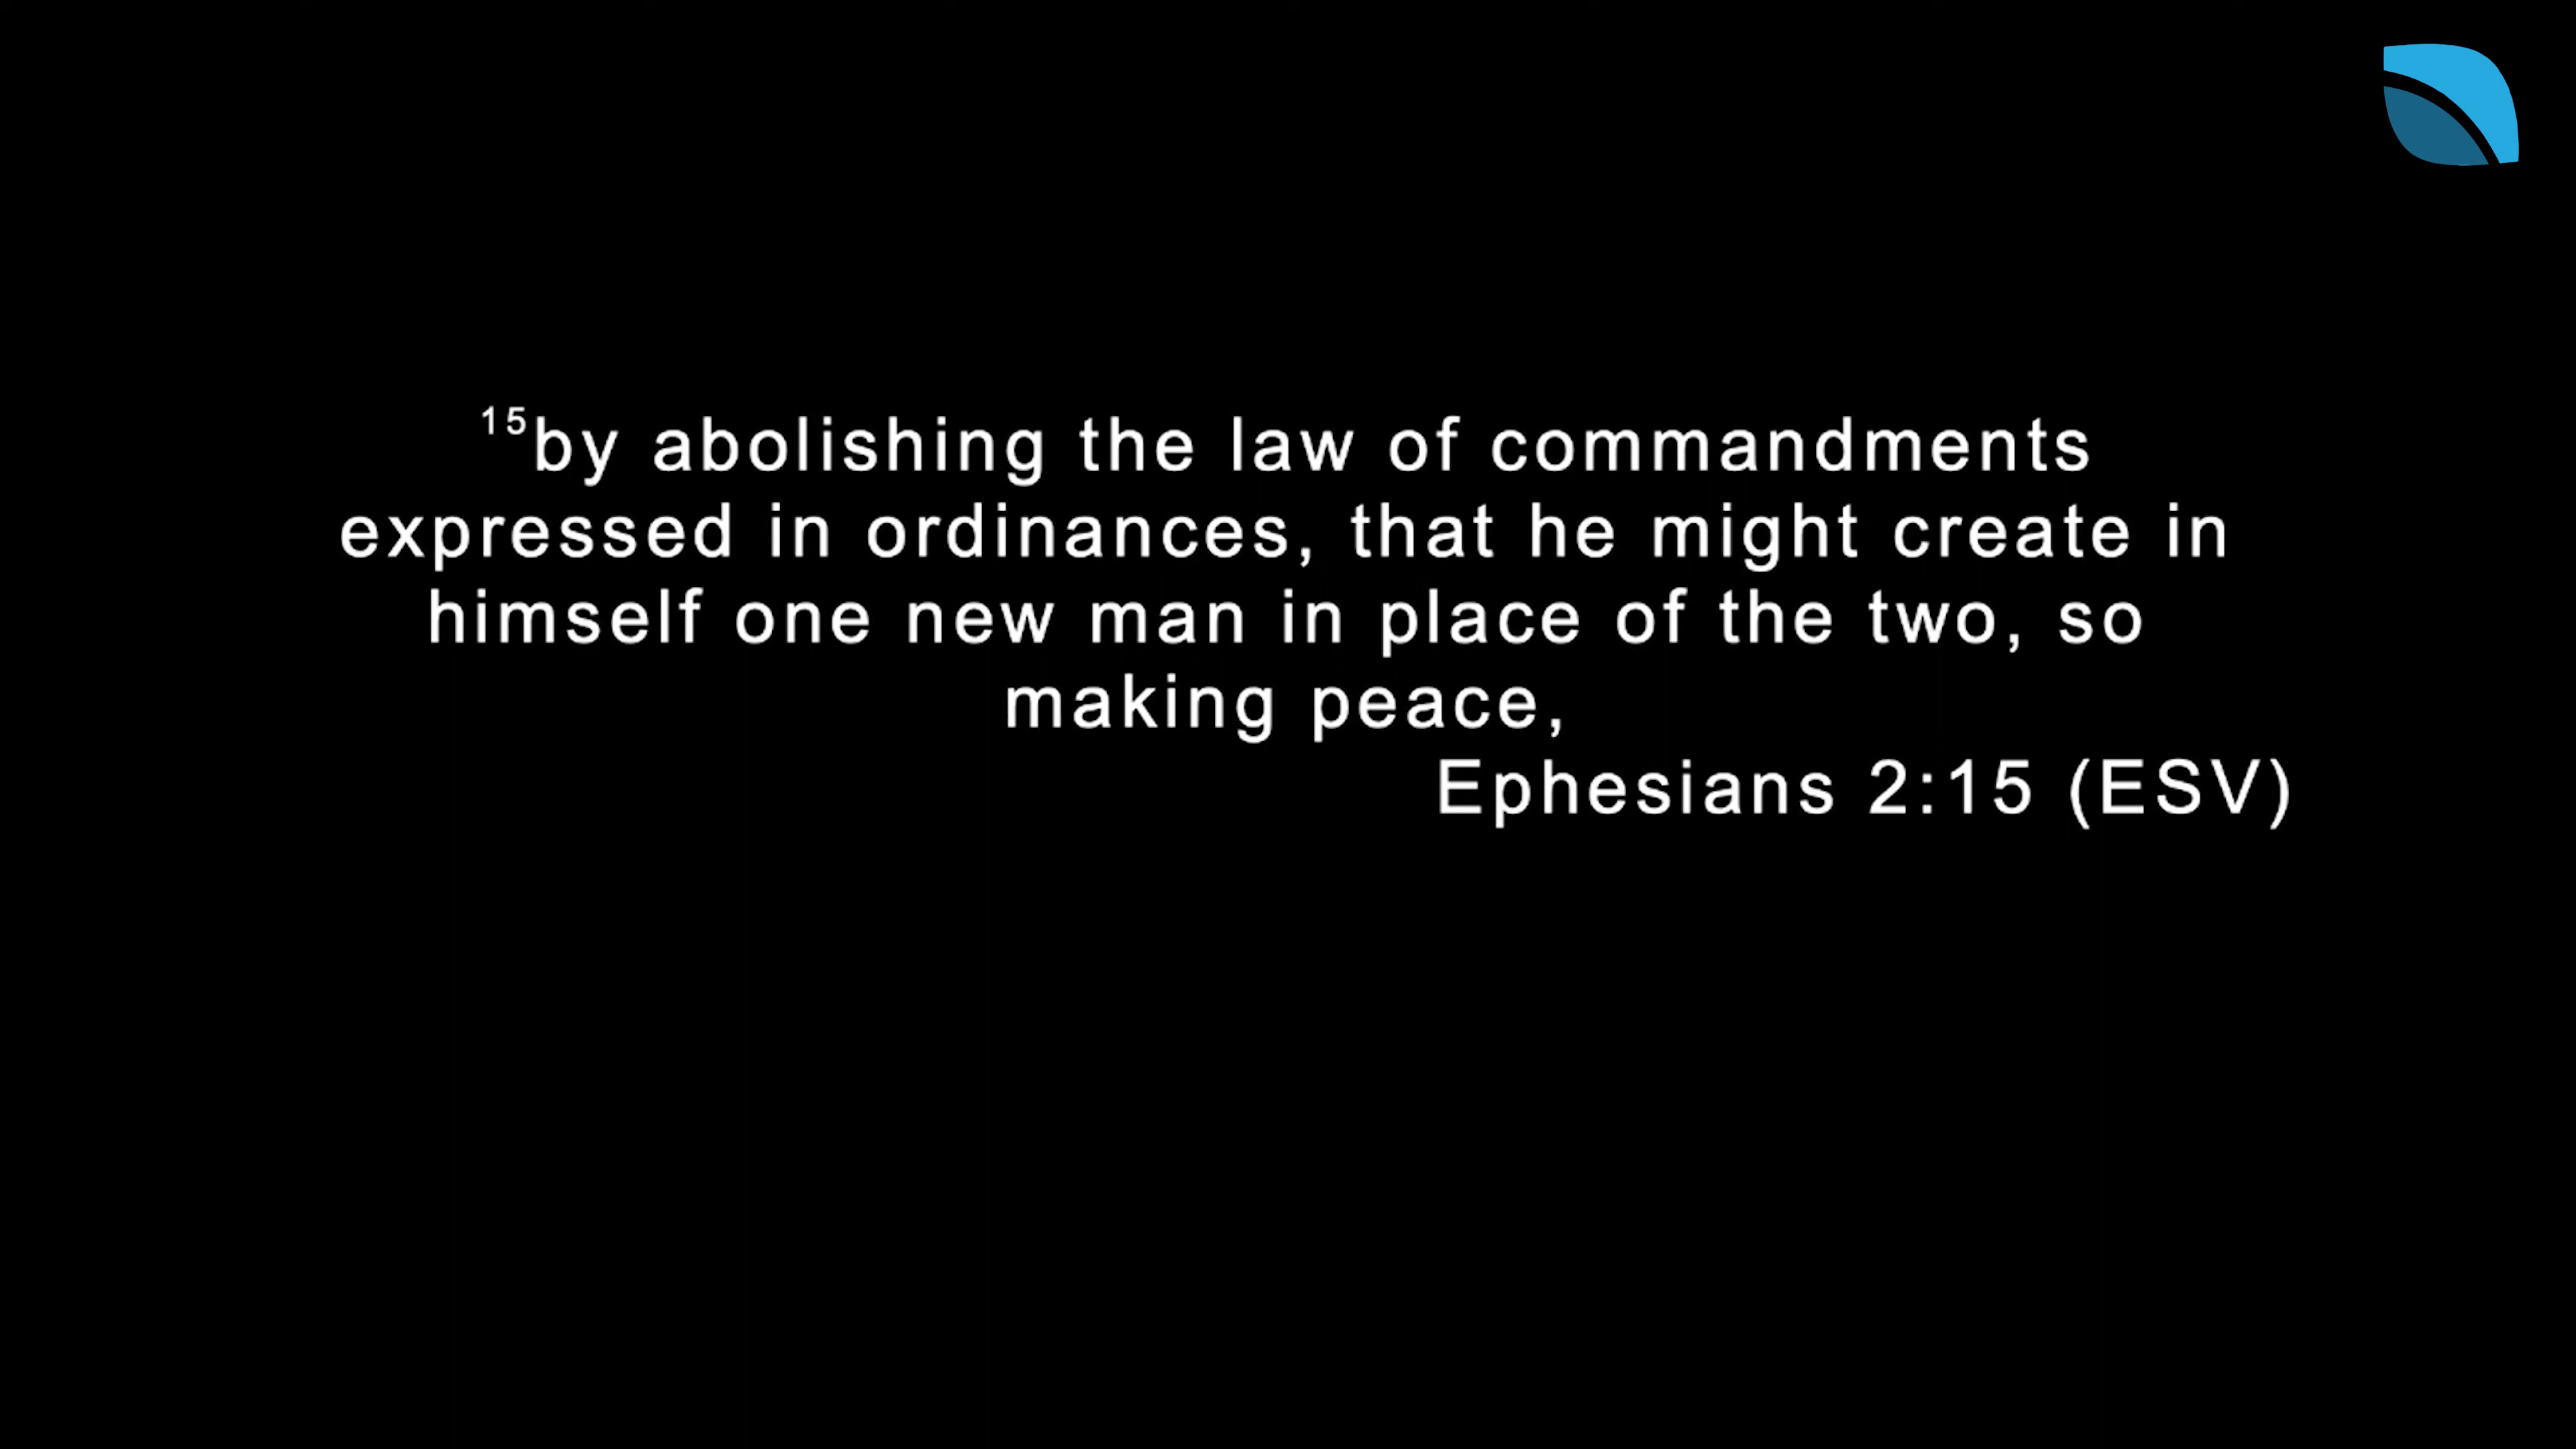 15by abolishing the law of commandments
expressed in ordinances, that he might create in
himself one new man in place of the two, so
making peace,
Ephesians 2:15 (ESV)